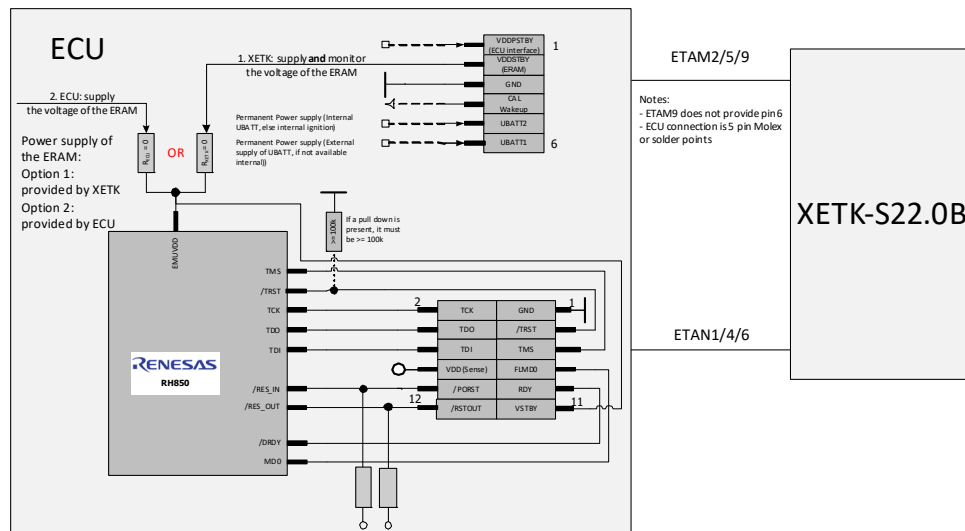 ECU
1. XETK: supply and monitor
the voltage of the ERAM
2. ECU: supply
the voltage of the ERAM
VDDPSTBY
(ECU interface)
1
VDDSTBY
(ERAM)
GND
CAL
Wakeup
UBATT2
UBATT1
6
Permanent Power supply (Internal
UBATT, else internal ignition)
Permanent Power supply (External
supply of UBATT, if not available
internal))
Power supply of
the ERAM:
Option 1:
provided by XETK
Option 2:
provided by ECU
RECU = 0
OR
RXETK = 0
EMUVDD
>= 100k
If a pull down is
present, it must
be >= 100k
TMS
/TRST
TCK
TDO
TDI
/RES_IN
/RES_OUT
/DRDY
MD0
RENESAS
RH850
2
TCK
GND
1
TDO
/TRST
TDI
TMS
VDD (Sense)
FLMD0
/PORST
RDY
12
/RSTOUT
VSTBY
11
ETAM2/5/9
Notes:
- ETAM9 does not provide pin 6
- ECU connection is 5 pin Molex
or solder points
ETAN1/4/6
XETK-S22.0B